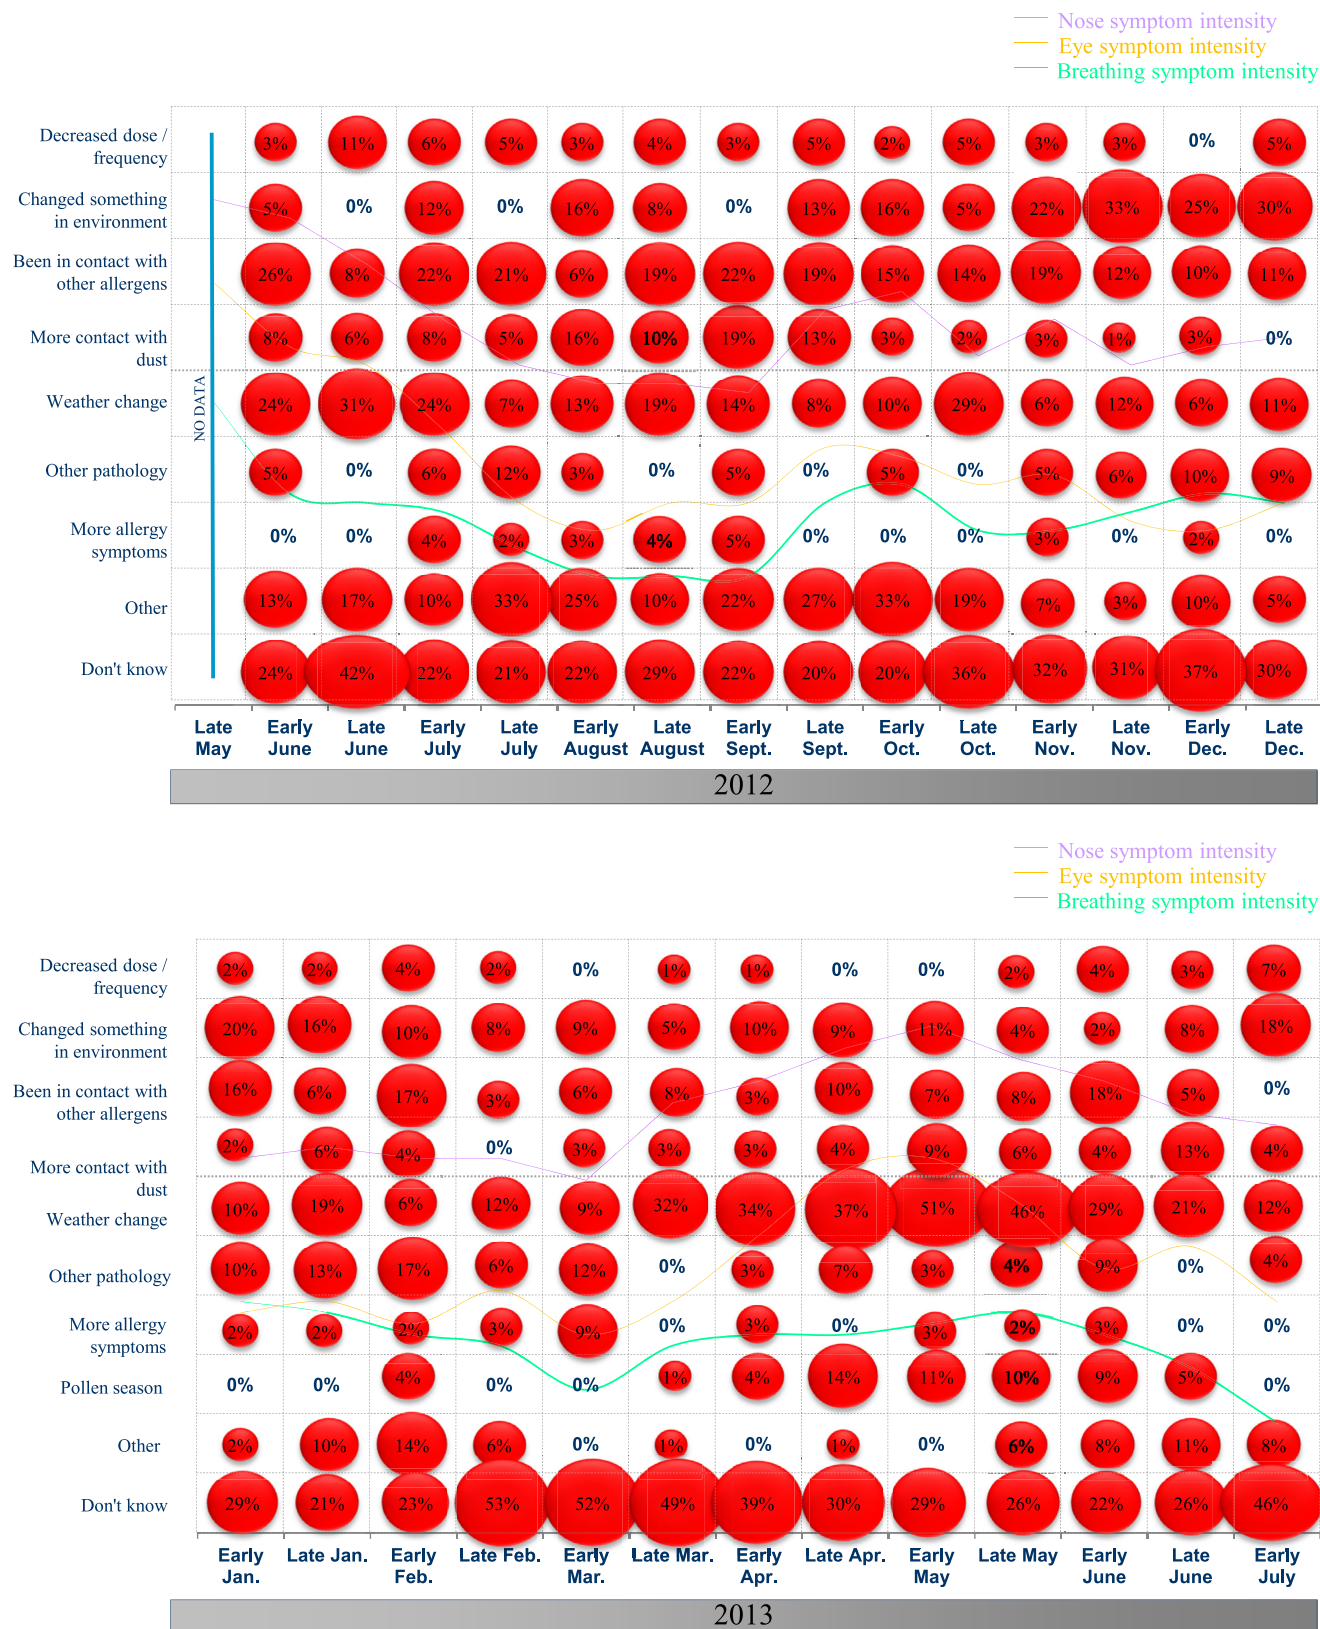 Nose symptom intensity
Eye symptom intensity
Breathing symptom intensity
Decreased dose /
frequency
3% 11% 6% 5% 3% 4% 3% 5% 2% 5% 3% 3% 0% 5%
Changed something
in environment
5% 0% 12% 0% 16% 8% 0% 13% 16% 5% 22% 33% 25% 30%
Been in contact with
other allergens
26% 8% 22% 21% 6% 19% 22% 19% 15% 14% 19% 12% 10% 11%
More contact with
dust
8% 6% 8% 5% 16% 10% 19% 13% 3% 2% 3% 1% 3% 0%
Weather change
24% 31% 24% 7% 13% 19% 14% 8% 10% 29% 6% 12% 6% 11%
NO DATA
Other pathology
5% 0% 6% 12% 3% 0% 5% 0% 5% 0% 5% 6% 10% 9%
More allergy
symptoms
0% 0% 4% 2% 3% 4% 5% 0% 0% 0% 3% 0% 2% 0%
Other
13% 17% 10% 33% 25% 10% 22% 27% 33% 19% 7% 3% 10% 5%
Don't know
24% 42% 22% 21% 22% 29% 22% 20% 20% 36% 32% 31% 37% 30%
Late Early Late Early Late Early Late Early Late Early Late Early Late Early Late
May June June July July August August Sept. Sept. Oct. Oct. Nov. Nov. Dec. Dec.
2012
Nose symptom intensity
Eye symptom intensity
Breathing symptom intensity
Decreased dose /
frequency
2% 2% 4% 2% 0% 1% 1% 0% 0% 2% 4% 3% 7%
Changed something
in environment
20% 16% 10% 8% 9% 5% 10% 9% 11% 4% 2% 8% 18%
Been in contact with
other allergens
16% 6% 17% 3% 6% 8% 3% 10% 7% 8% 18% 5% 0%
More contact with
dust
2% 6% 4% 0% 3% 3% 3% 4% 9% 6% 4% 13% 4%
Weather change
10% 19% 6% 12% 9% 32% 34% 37% 51% 46% 29% 21% 12%
Other pathology
10% 13% 17% 6% 12% 0% 3% 7% 3% 4% 9% 0% 4%
More allergy
symptoms
2% 2% 2% 3% 9% 0% 3% 0% 3% 2% 3% 0% 0%
Pollen season
0% 0% 4% 0% 0% 1% 4% 14% 11% 10% 9% 5% 0%
Other
2% 10% 14% 6% 0% 1% 0% 1% 0% 6% 8% 11% 8%
Don't know
29% 21% 23% 53% 52% 49% 39% 30% 29% 26% 22% 26% 46%
Early Late Jan. Early Late Feb. Early Late Mar. Early Late Apr. Early Late May Early Late Early
Jan. Feb. Mar. Apr. May June June July
2013